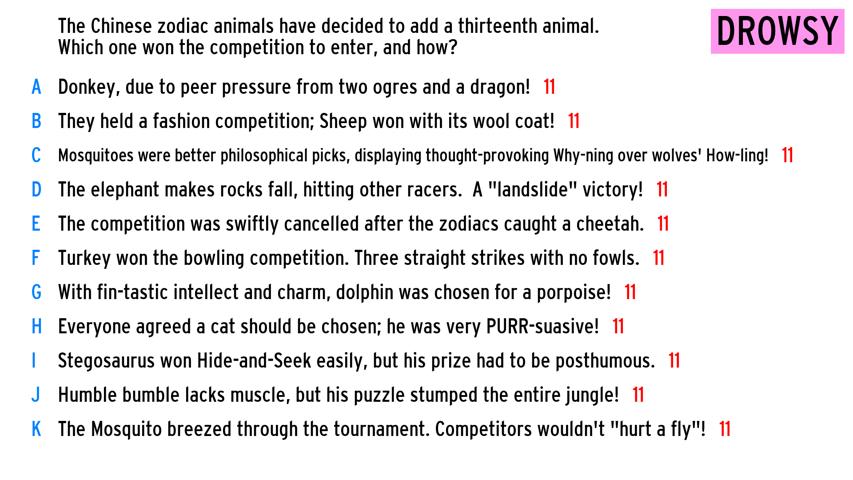 The Chinese zodiac animals have decided to add a thirteenth animal.
Which one won the competition to enter, and how?
DROWSY
A Donkey, due to peer pressure from two ogres and a dragon! 11
B They held a fashion competition; Sheep won with its wool coat! 11
C Mosquitoes were better philosophical picks, displaying thought-provoking Why-ning over wolves' How-ling! 11
D The elephant makes rocks fall, hitting other racers. A "landslide" victory! 11
E The competition was swiftly cancelled after the zodiacs caught a cheetah. 11
F Turkey won the bowling competition. Three straight strikes with no fowls. 11
G With fin-tastic intellect and charm, dolphin was chosen for a porpoise! 11
H Everyone agreed a cat should be chosen; he was very PURR-suasive! 11
I Stegosaurus won Hide-and-Seek easily, but his prize had to be posthumous. 11
J Humble bumble lacks muscle, but his puzzle stumped the entire jungle! 11
K The Mosquito breezed through the tournament. Competitors wouldn't "hurt a fly"! 11